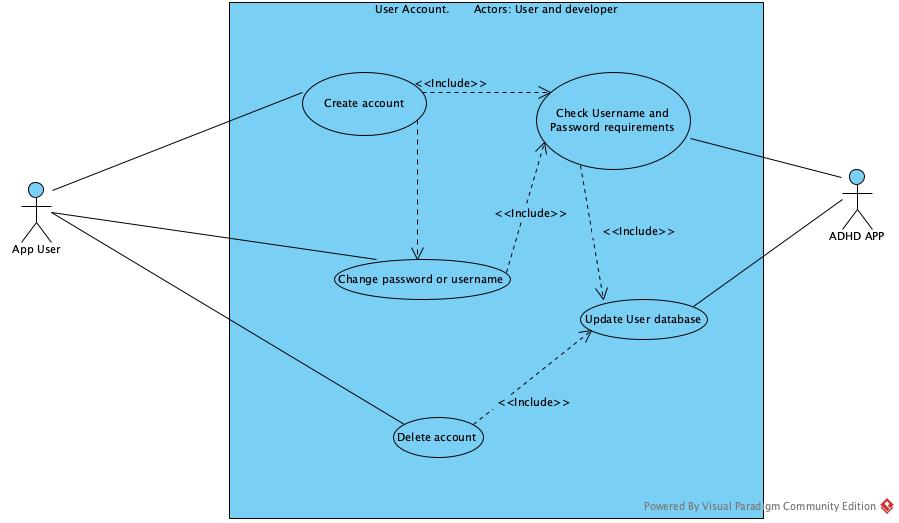 User Account. Actors: User and developer
<<Include>>
Create account
Check Username and
Password requirements
<<Include>>
<<Include>>
App User
ADHD APP
Change password or username
Update User database
<<Include>>
Delete account
Powered By Visual Paradigm Community Edition